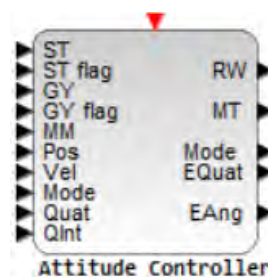 ST
ST flag
GY
GY flag
MM
Pos
Vel
Mode
Quat
QInt
RW
MT
Mode
EQuat
EAng
Attitude Controller